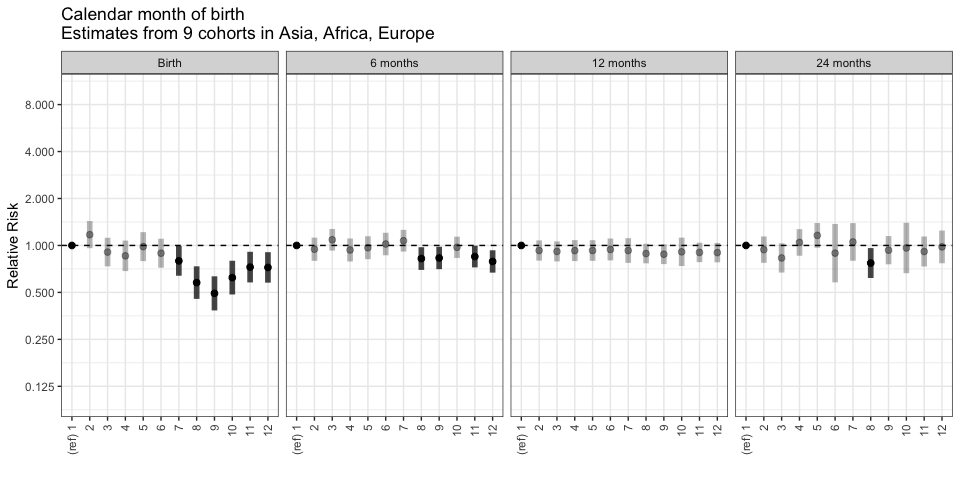 Calendar month of birth
Estimates from 9 cohorts in Asia, Africa, Europe
Birth
6 months
12 months
24 months
Relative Risk
8.000
4.000
2.000
1.000
0.500
0.250
0.125
(ref) 1 2 3 4 5 6 7 8 9 10 11 12
(ref) 1 2 3 4 5 6 7 8 9 10 11 12
(ref) 1 2 3 4 5 6 7 8 9 10 11 12
(ref) 1 2 3 4 5 6 7 8 9 10 11 12